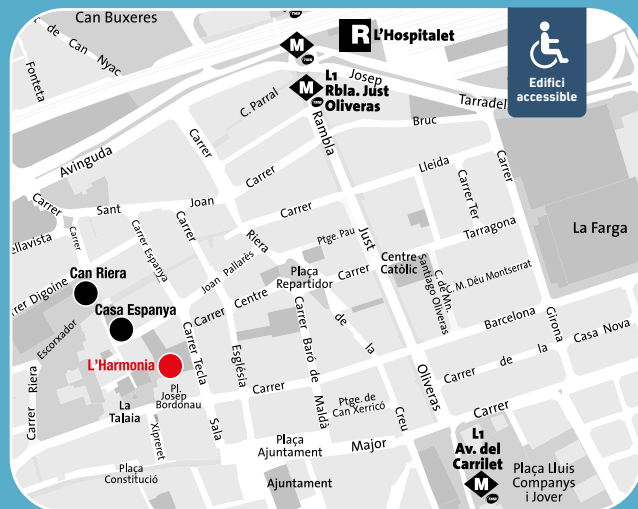 Can Buxeres
C. de Can Nyac
Fonteta
M
R L'Hospitalet
M
L1
Rbla. Just
Oliveras
Edifici
accessible
Josep
Tarradel
C. Parral
Rambla
Bruc
Avinguda
Carrer
Carrer
Lleida
Carrer
Carrer Ter
Sant
Joan
Carrer
Carrer
Carrer
Tarragona
La Farga
Carrer Espanya
Riera
Ptge. Pau
Just
Centre
Catòlic
C. de Mn.
Santiago Oliveras
C. M. Déu Montserrat
Can Riera
Joan Pallarès
Plaça
Repartidor
Carrer
Digoine
Casa Espanya
Carrer
Centre
de
la
Barcelona
Girona
Casa Nova
Escorxador
L'Harmonia
Carrer Tecla
Església
Carrer Baró de Maldà
Carrer
de
la
Carrer
Riera
Pl.
Josep
Bordonau
Carrer
Oliveras
La
Talaia
Xipreret
Sala
Ptge. de
Can Xerricó
Creu
Carrer
Plaça
Ajuntament
Major
L1
Av. del
Carrilet
M
Plaça Lluis
Companys
i Jover
Plaça
Constitució
Ajuntament